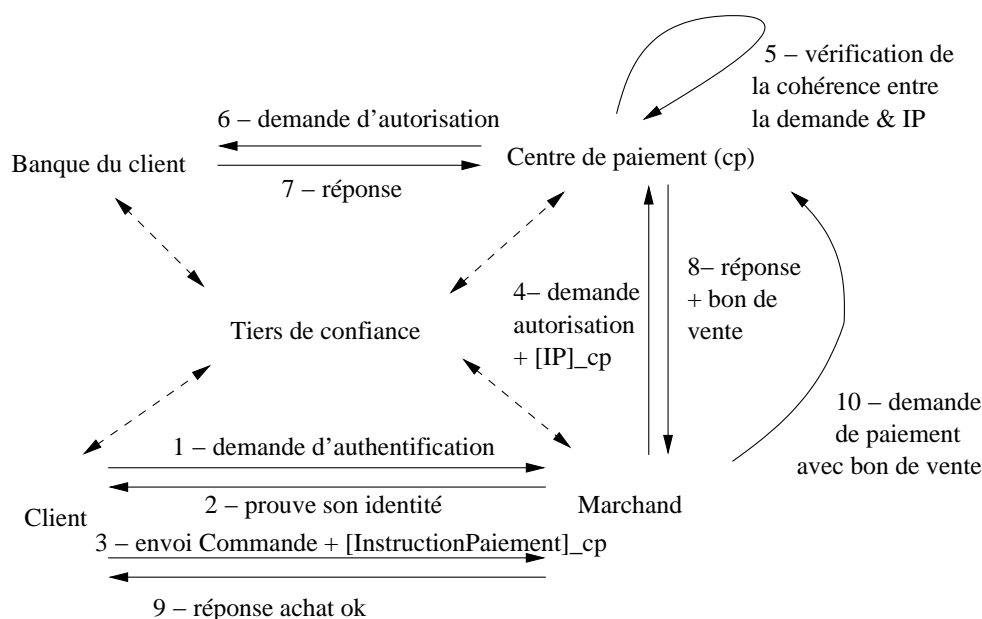 5 – vérification de
la cohérence entre
la demande & IP
6 – demande d’autorisation
Banque du client
Centre de paiement (cp)
7 – réponse
4– demande
autorisation
+ [IP]_cp
8– réponse
+ bon de
vente
Tiers de confiance
10 – demande
de paiement
avec bon de vente
1 – demande d’authentification
2 – prouve son identité
Marchand
Client
3 – envoi Commande + [InstructionPaiement]_cp
9 – réponse achat ok